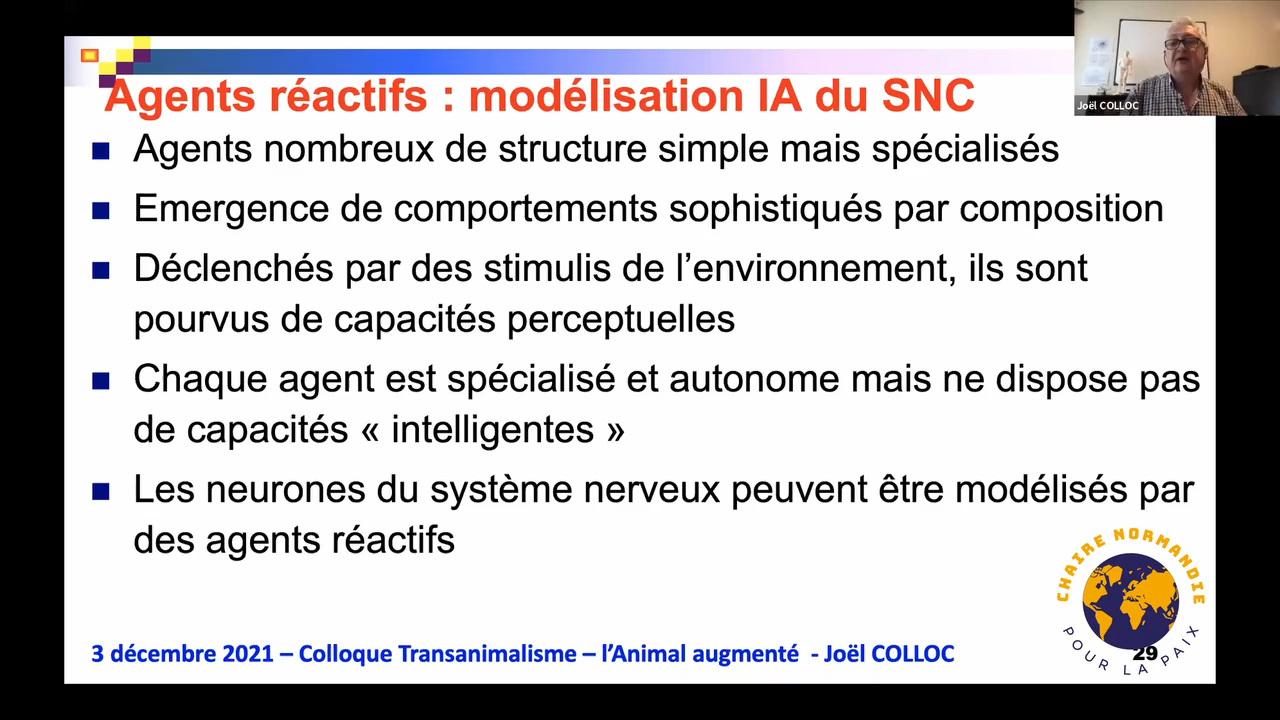 Agents réactifs : modélisation IA du SNC
Joël COLLOC
Agents nombreux de structure simple mais spécialisés
Emergence de comportements sophistiqués par composition
Déclenchés par des stimulis de l’environnement, ils sont
pourvus de capacités perceptuelles
Chaque agent est spécialisé et autonome mais ne dispose pas
de capacités « intelligentes »
Les neurones du système nerveux peuvent être modélisés par
des agents réactifs
CHAIRE NORMANDIE
POUR LA PAIX
29
3 décembre 2021 – Colloque Transanimalisme – l’Animal augmenté - Joël COLLOC